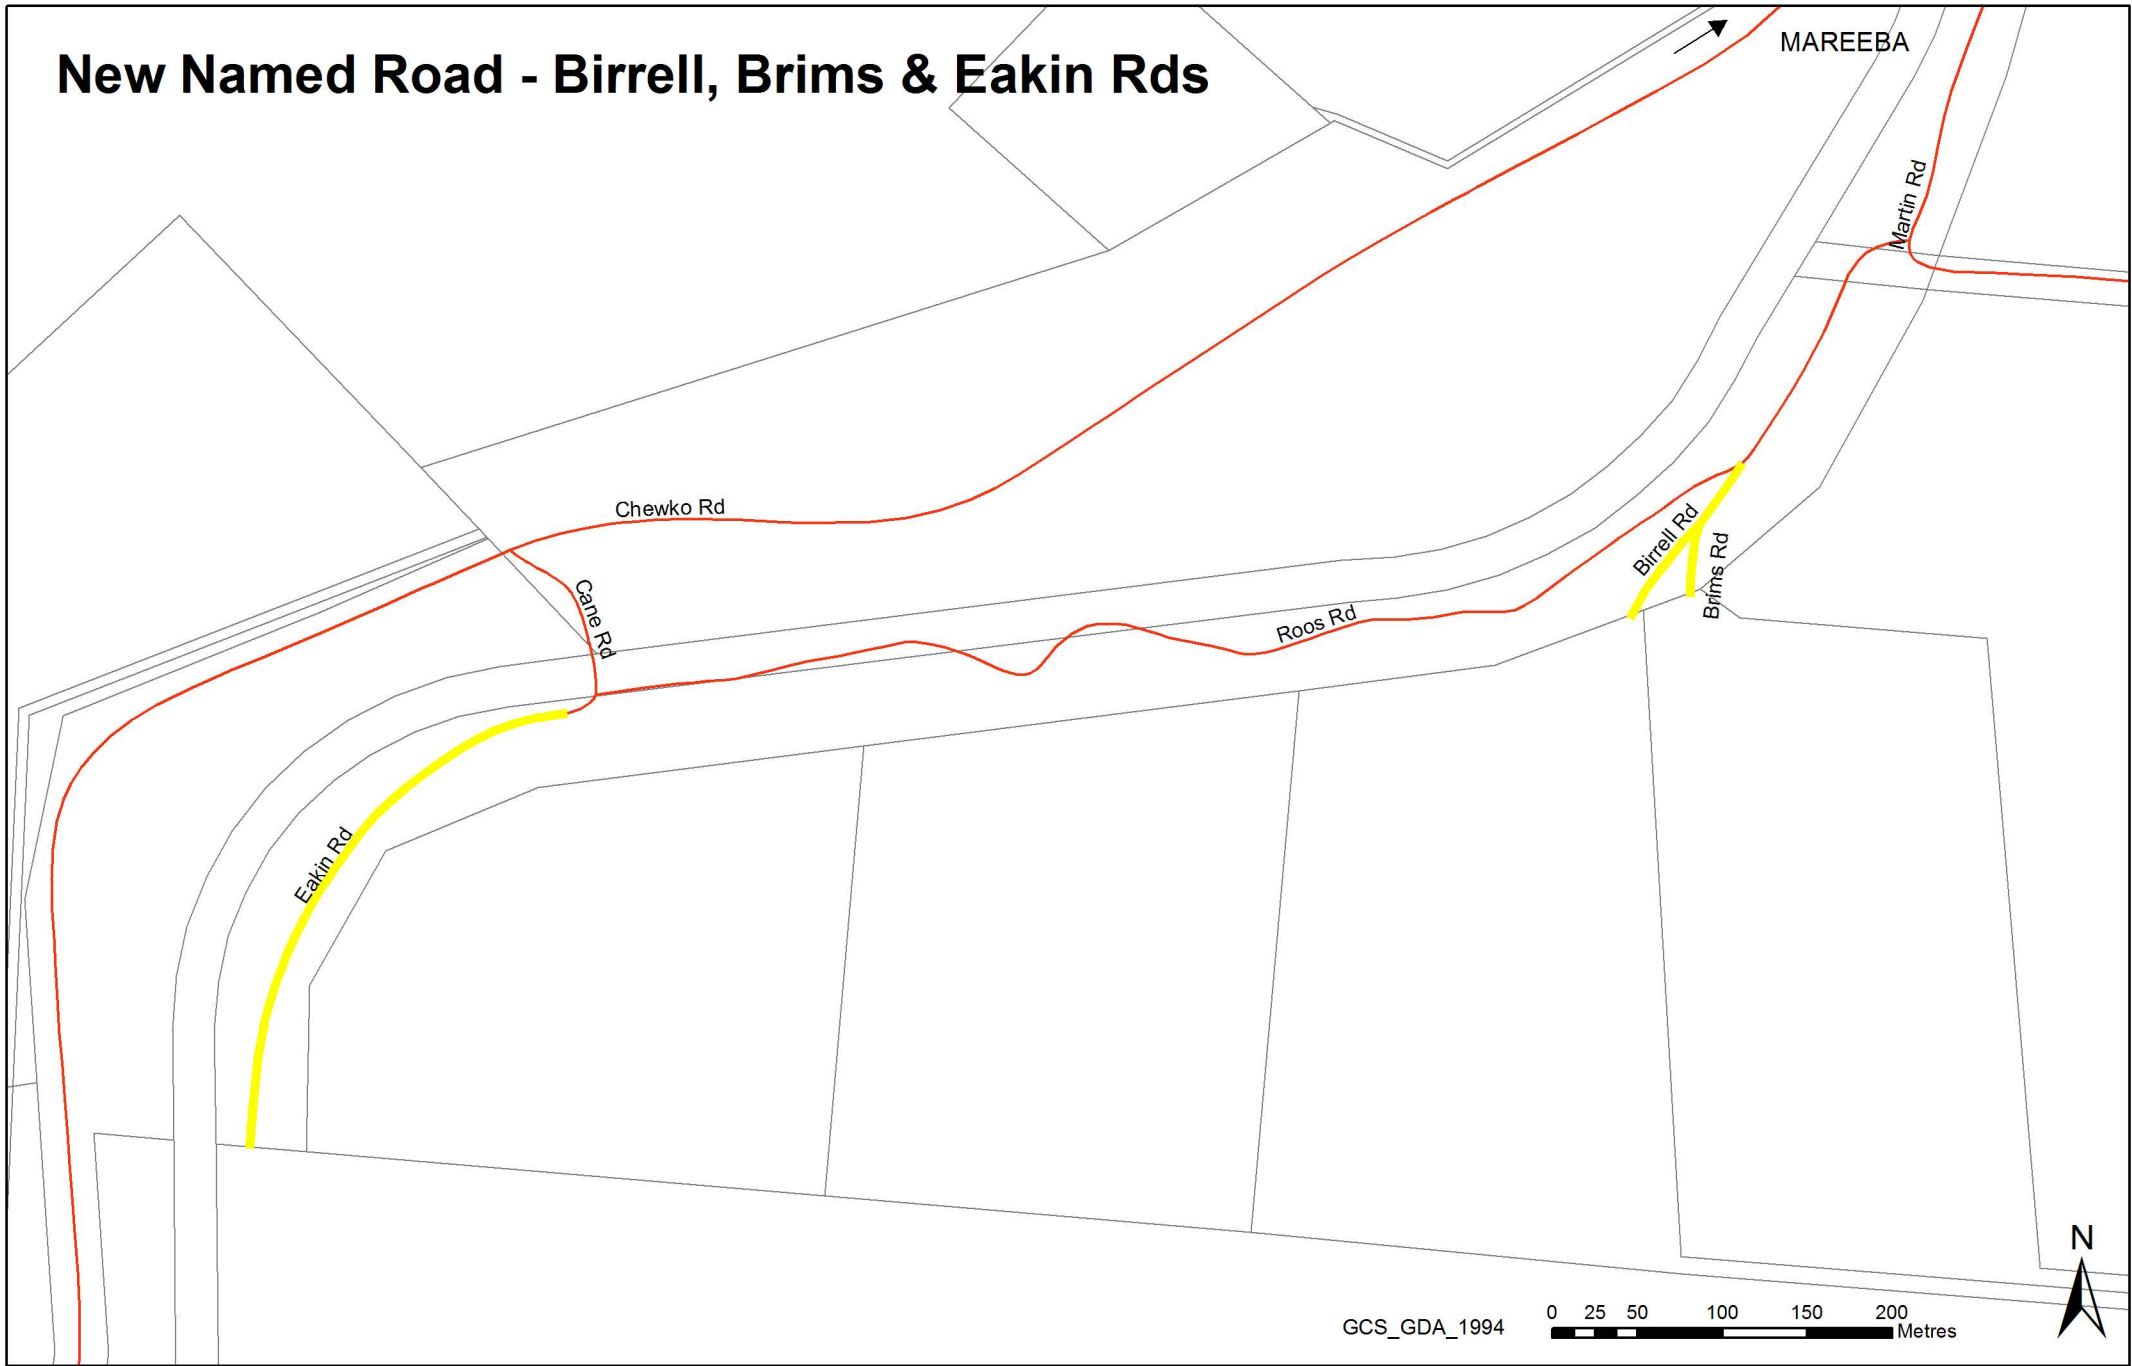 New Named Road - Birrell, Brims & Eakin Rds
MAREEBA
Martin Rd
Chewko Rd
Cane Rd
Roos Rd
Birrell Rd
Brims Rd
Eakin Rd
N
GCS_GDA_1994
0 25 50 100 150 200
Metres